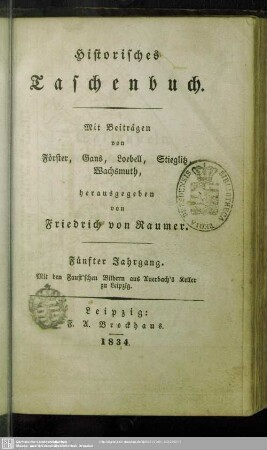 Historisches
Taschenbuch.
Mit Beiträgen
von
Förster, Gans, Loebell, Stieglitz,
Wachsmuth,
herausgegeben
von
Friedrich von Raumer.
Fünfter Jahrgang.
Mit den Faust'schen Bildern aus Auerbach's Keller
zu Leipzig.
Leipzig:
F. A. Brockhaus.
1834.